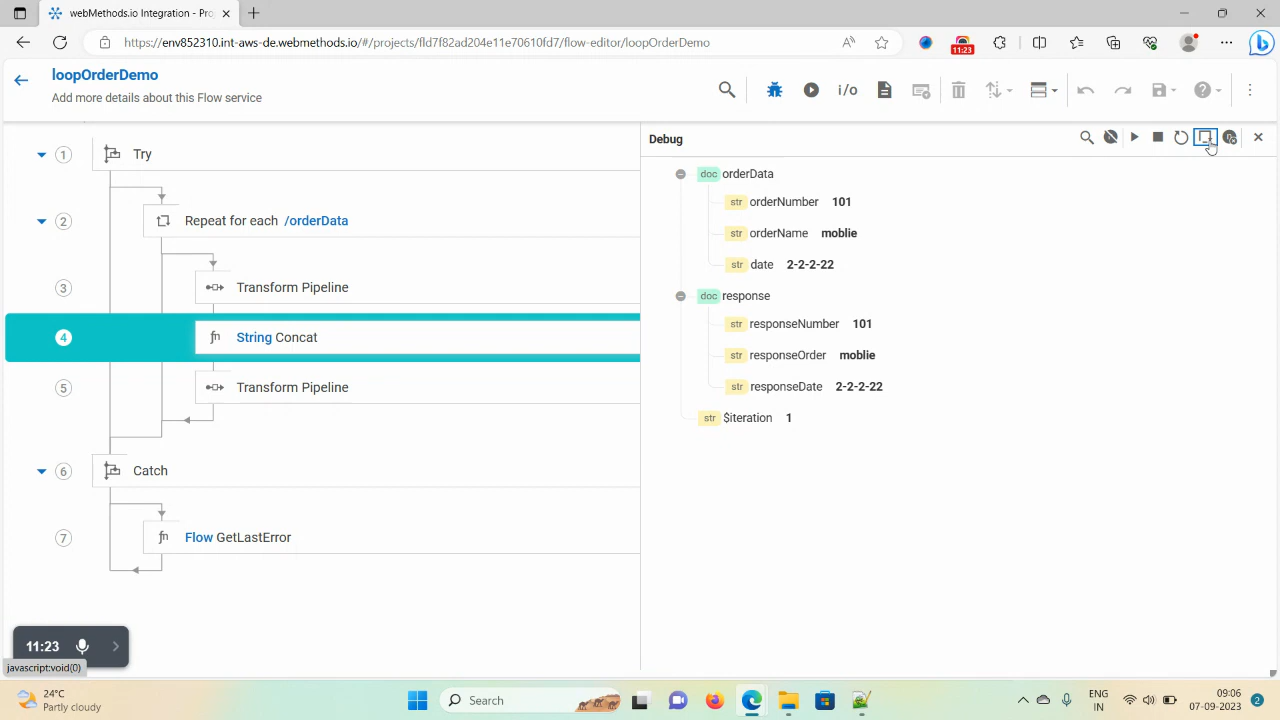 webMethods.io Integration - Pro
https://env852310.int-aws-de.webmethods.io/#/projects/fld7f82ad204e11e70610fd7/flow-editor/loopOrderDemo
11:23
loopOrderDemo
Add more details about this Flow service
i/o
Debug
1 Try
2 Repeat for each /orderData
3 Transform Pipeline
4 fn String Concat
5 Transform Pipeline
6 Catch
7 fn Flow GetLastError
doc orderData
str orderNumber 101
str orderName moblie
str date 2-2-2-22
doc response
str responseNumber 101
str responseOrder moblie
str responseDate 2-2-2-22
str $iteration 1
11:23
javascript:void(0)
24°C
Partly cloudy
Search
ENG
IN
09:06
07-09-2023
2